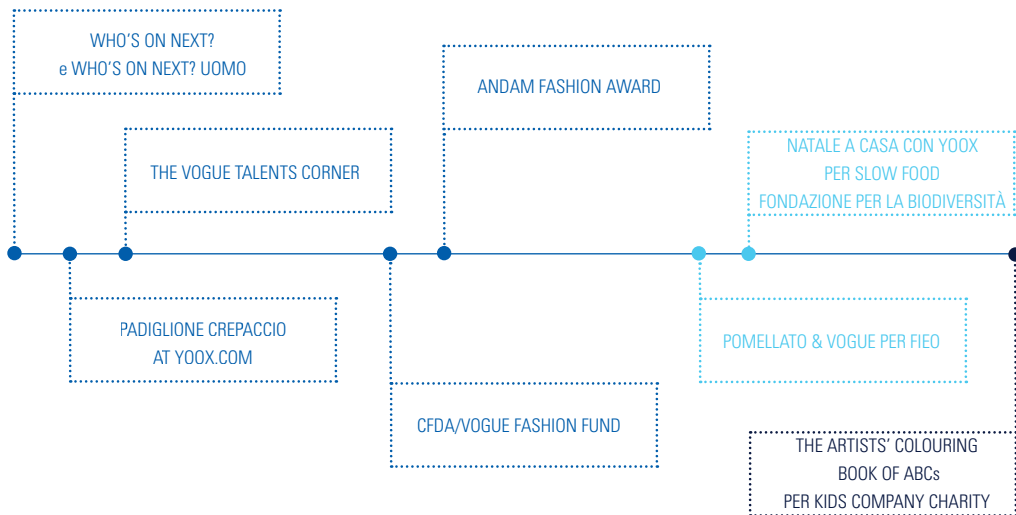 WHO'S ON NEXT?
e WHO'S ON NEXT? UOMO
ANDAM FASHION AWARD
THE VOGUE TALENTS CORNER
NATALE A CASA CON YOOX
PER SLOW FOOD
FONDAZIONE PER LA BIODIVERSITÀ
PADIGLIONE CREPACCIO
AT YOOX.COM
POMELLATO & VOGUE PER FIEO
CFDA/VOGUE FASHION FUND
THE ARTISTS' COLOURING
BOOK OF ABCs
PER KIDS COMPANY CHARITY